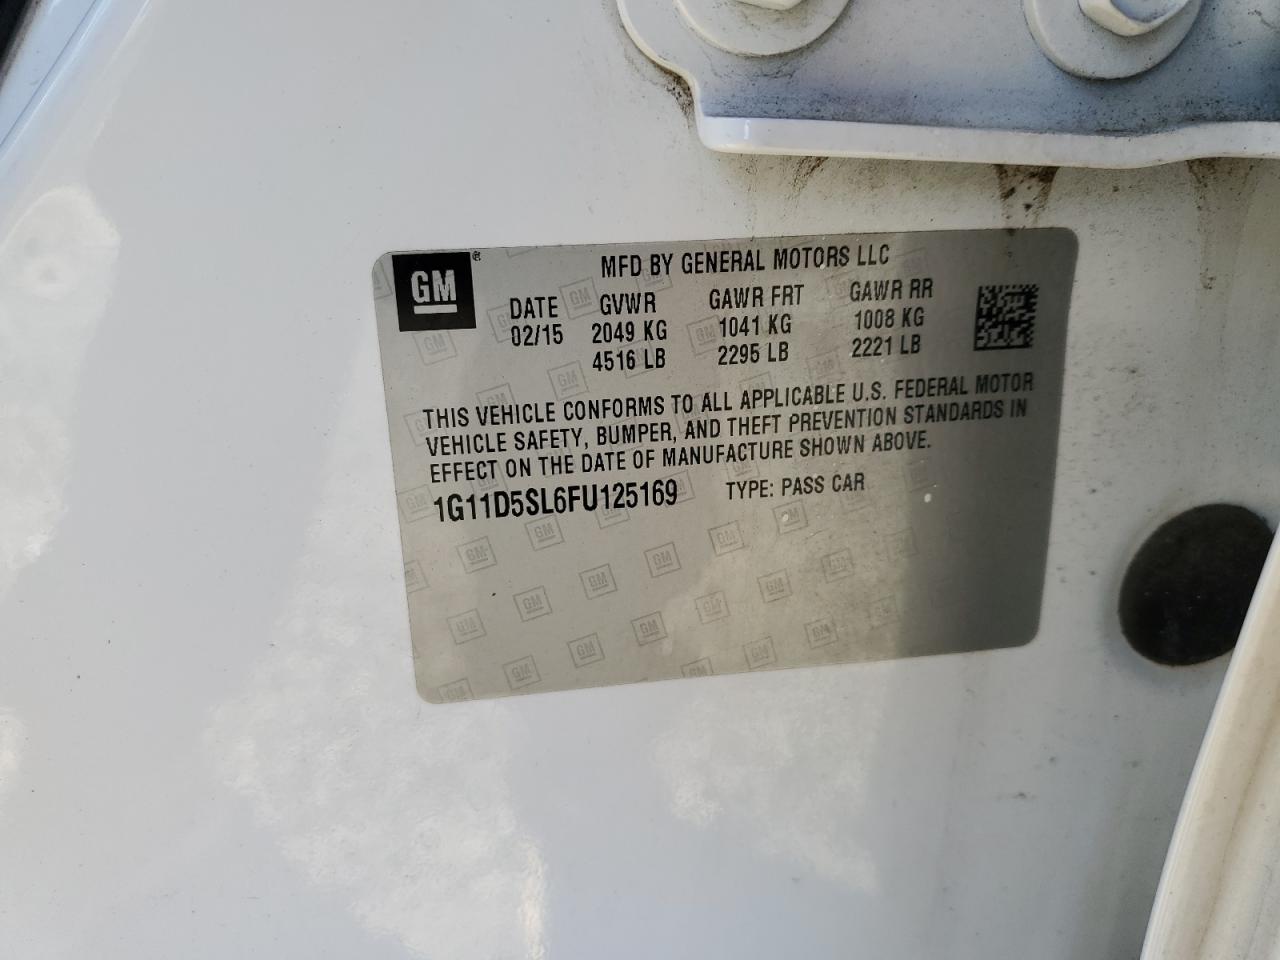 GM®
MFD BY GENERAL MOTORS LLC
DATE GVWR GAWR FRT GAWR RR
02/15 2049 KG 1041 KG 1008 KG
4516 LB 2295 LB 2221 LB
THIS VEHICLE CONFORMS TO ALL APPLICABLE U.S. FEDERAL MOTOR
VEHICLE SAFETY, BUMPER, AND THEFT PREVENTION STANDARDS IN
EFFECT ON THE DATE OF MANUFACTURE SHOWN ABOVE.
1G11D5SL6FU125169 TYPE: PASS CAR